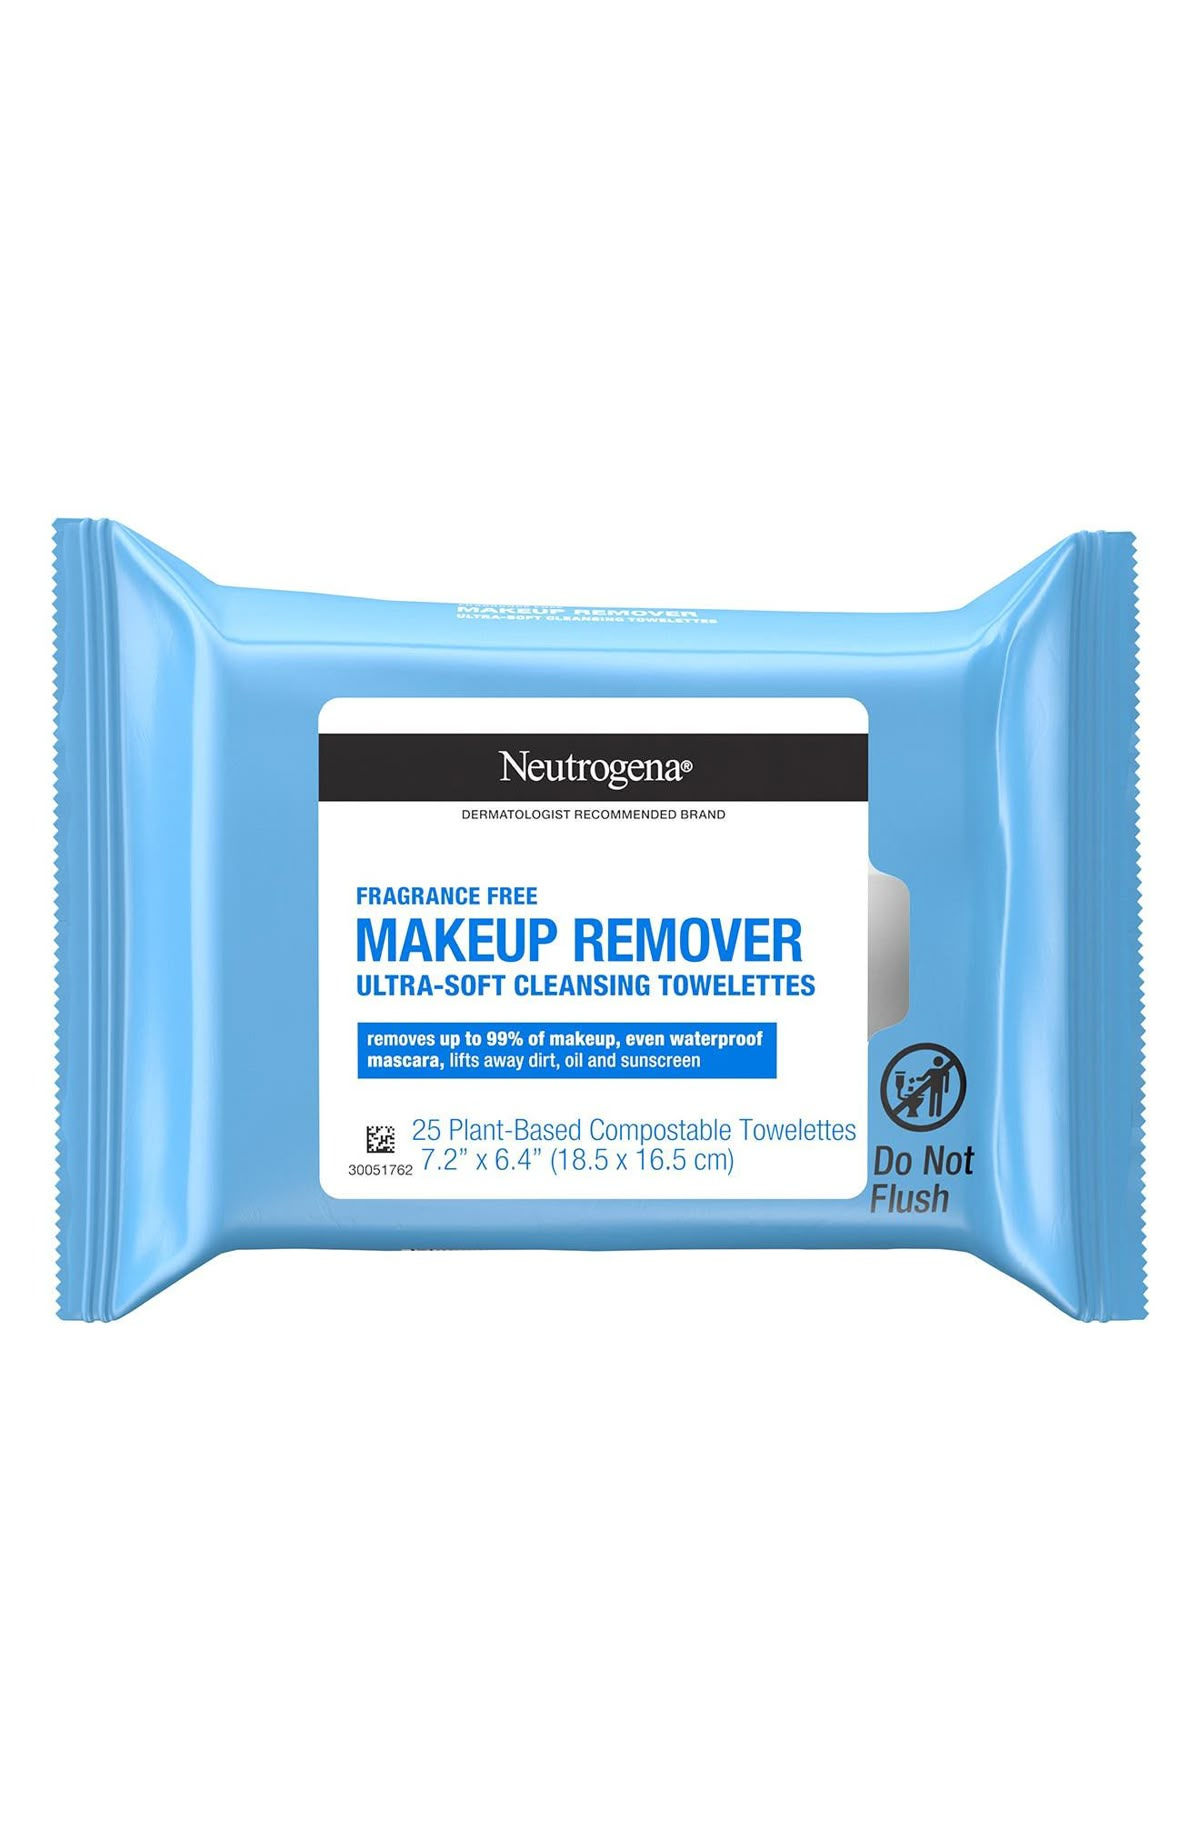 MAKEUP REMOVER
ULTRA-SOFT CLEANSING TOWELETTES
Neutrogena®
DERMATOLOGIST RECOMMENDED BRAND
FRAGRANCE FREE
MAKEUP REMOVER
ULTRA-SOFT CLEANSING TOWELETTES
removes up to 99% of makeup, even waterproof
mascara, lifts away dirt, oil and sunscreen
25 Plant-Based Compostable Towelettes
7.2” x 6.4” (18.5 x 16.5 cm)
30051762
Do Not
Flush